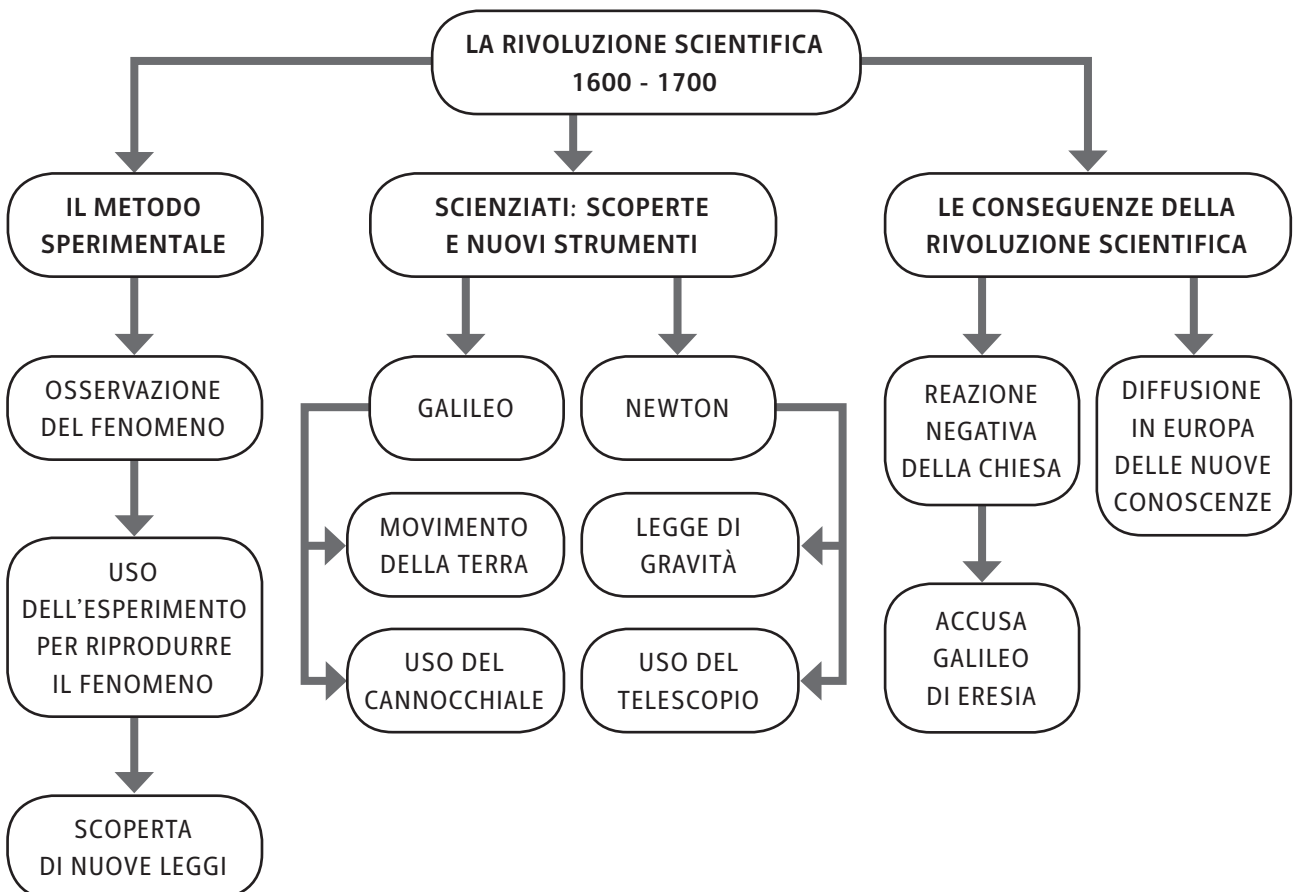 LA RIVOLUZIONE SCIENTIFICA
1600 - 1700
IL METODO
SPERIMENTALE
OSSERVAZIONE
DEL FENOMENO
USO
DELL'ESPERIMENTO
PER RIPRODURRE
IL FENOMENO
SCOPERTA
DI NUOVE LEGGI
SCIENZIATI: SCOPERTE
E NUOVI STRUMENTI
GALILEO
MOVIMENTO
DELLA TERRA
USO DEL
CANNOCCHIALE
NEWTON
LEGGE DI
GRAVITÀ
USO DEL
TELESCOPIO
LE CONSEGUENZE DELLA
RIVOLUZIONE SCIENTIFICA
REAZIONE
NEGATIVA
DELLA CHIESA
ACCUSA
GALILEO
DI ERESIA
DIFFUSIONE
IN EUROPA
DELLE NUOVE
CONOSCENZE